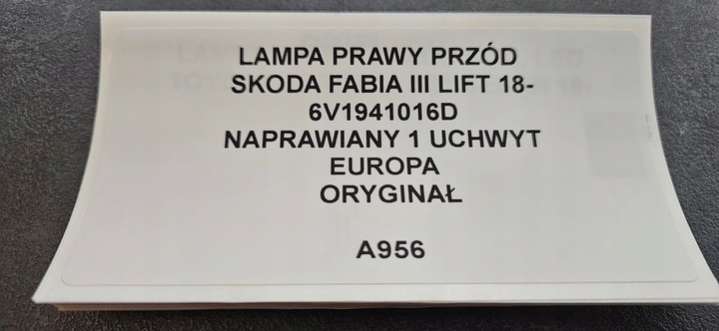 LAMPA PRAWY PRZÓD
SKODA FABIA III LIFT 18-
6V1941016D
NAPRAWIANY 1 UCHWYT
EUROPA
ORYGINAŁ
A956